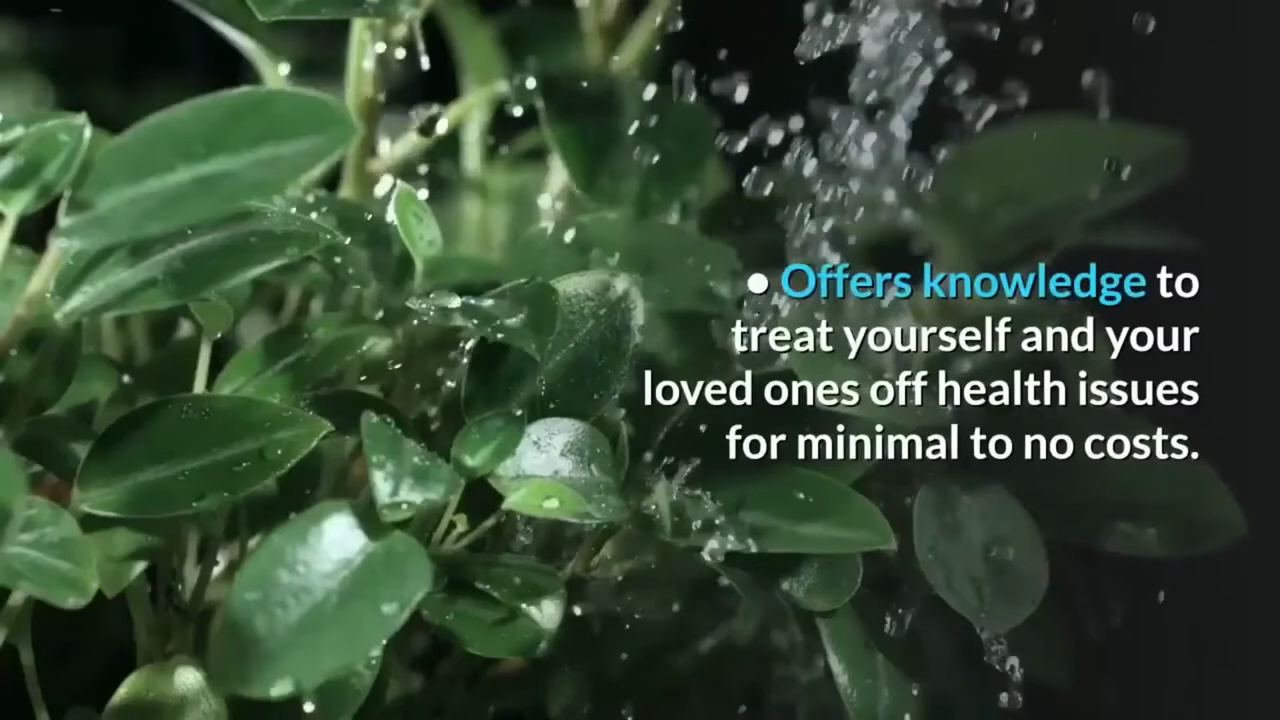 • Offers knowledge to
treat yourself and your
loved ones off health issues
for minimal to no costs.